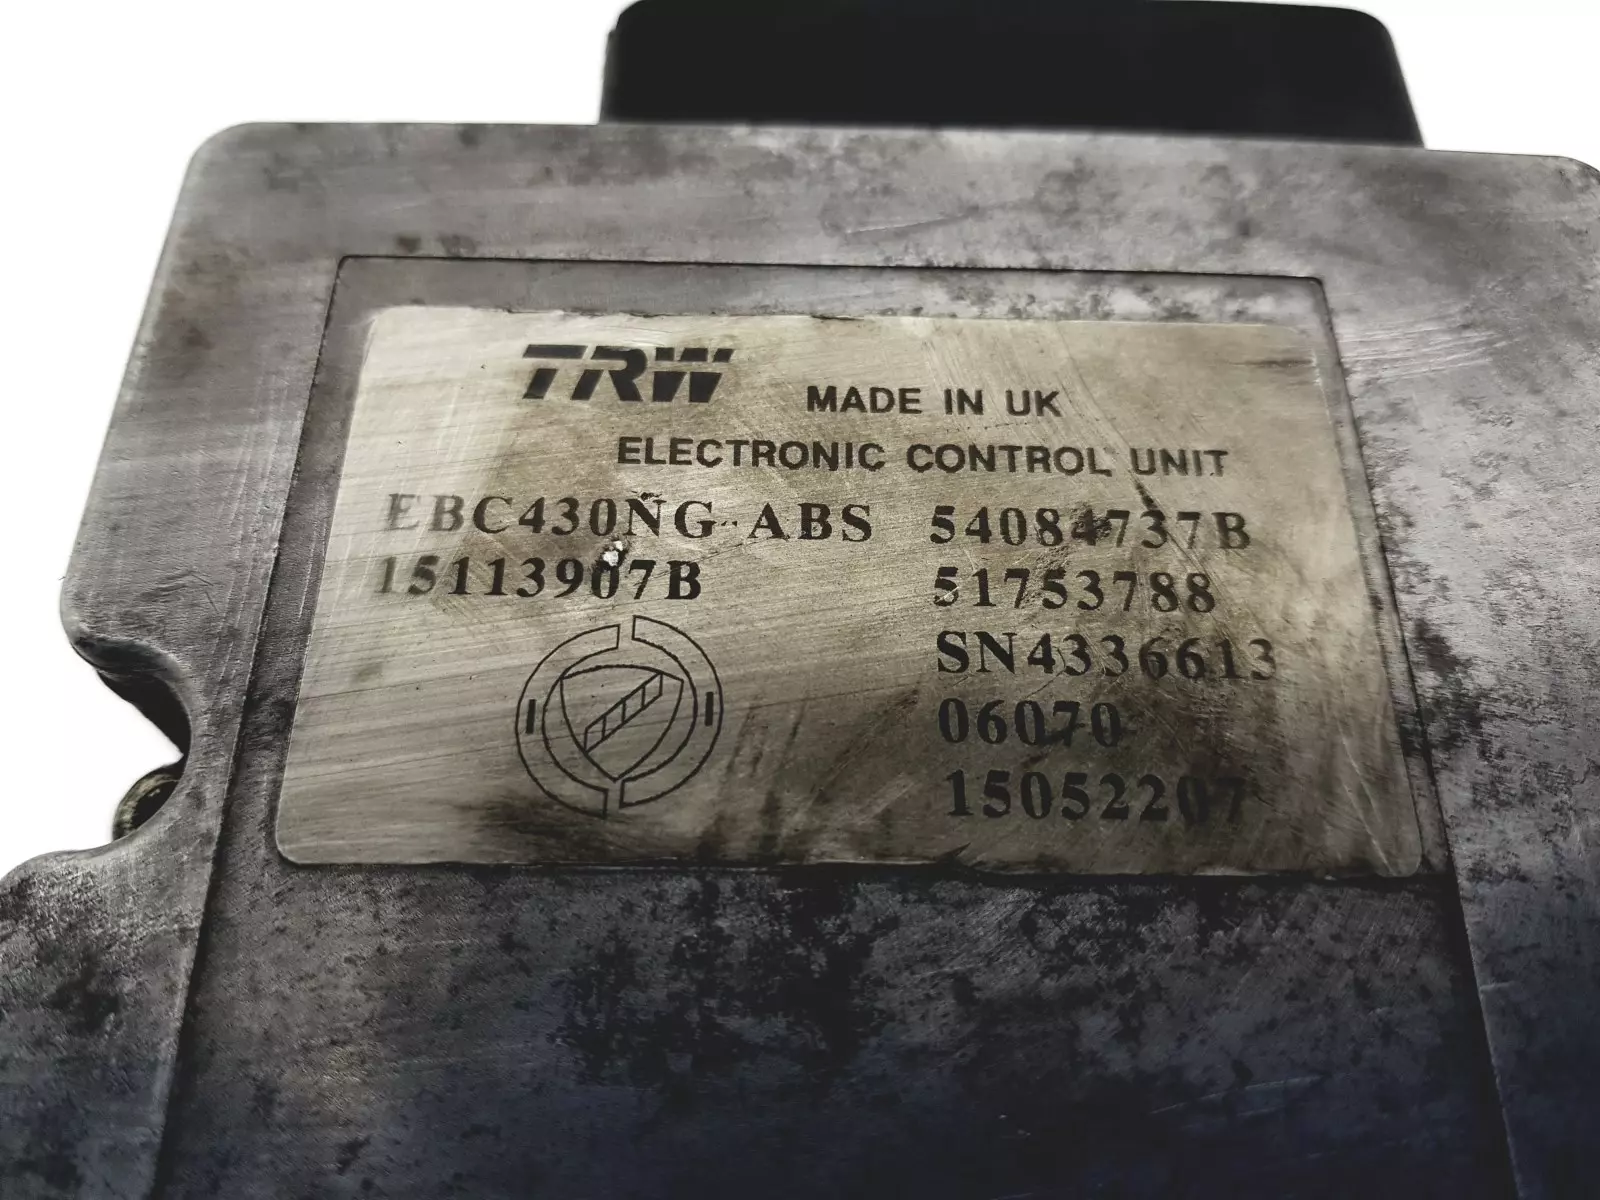 TRW MADE IN UK
ELECTRONIC CONTROL UNIT
EBC430NG-ABS 54084737B
15113907B 51753788
SN4336613
06070
15052207